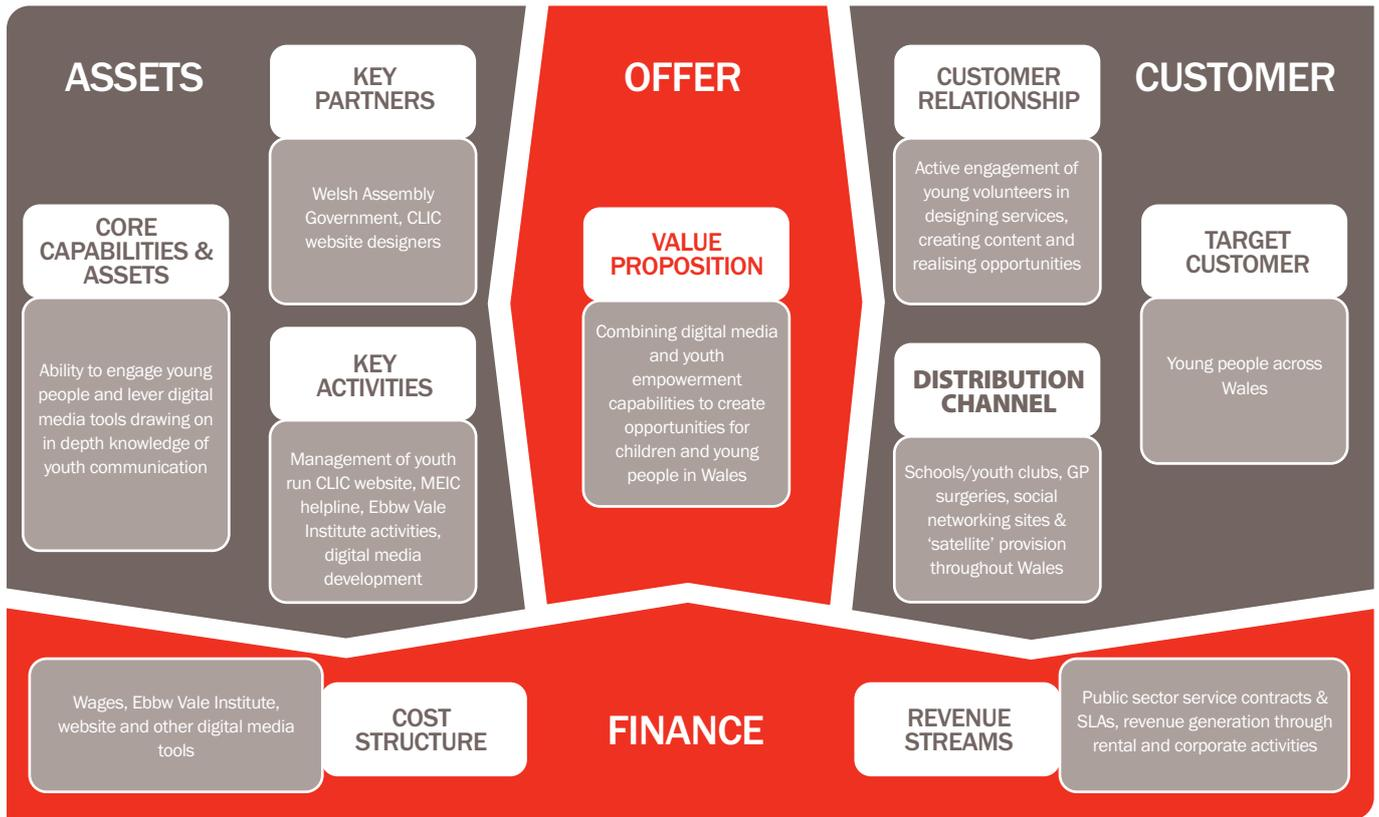 ASSETS
KEY
PARTNERS
Welsh Assembly
Government, CLIC
website designers
CORE
CAPABILITIES &
ASSETS
Ability to engage young
people and lever digital
media tools drawing on
in depth knowledge of
youth communication
KEY
ACTIVITIES
Management of youth
run CLIC website, MEIC
helpline, Ebbw Vale
Institute activities,
digital media
development
OFFER
VALUE
PROPOSITION
Combining digital media
and youth
empowerment
capabilities to create
opportunities for
children and young
people in Wales
CUSTOMER
RELATIONSHIP
Active engagement of
young volunteers in
designing services,
creating content and
realising opportunities
DISTRIBUTION
CHANNEL
Schools/youth clubs, GP
surgeries, social
networking sites &
‘satellite’ provision
throughout Wales
CUSTOMER
TARGET
CUSTOMER
Young people across
Wales
Wages, Ebbw Vale Institute,
website and other digital media
tools
COST
STRUCTURE
FINANCE
REVENUE
STREAMS
Public sector service contracts &
SLAs, revenue generation through
rental and corporate activities